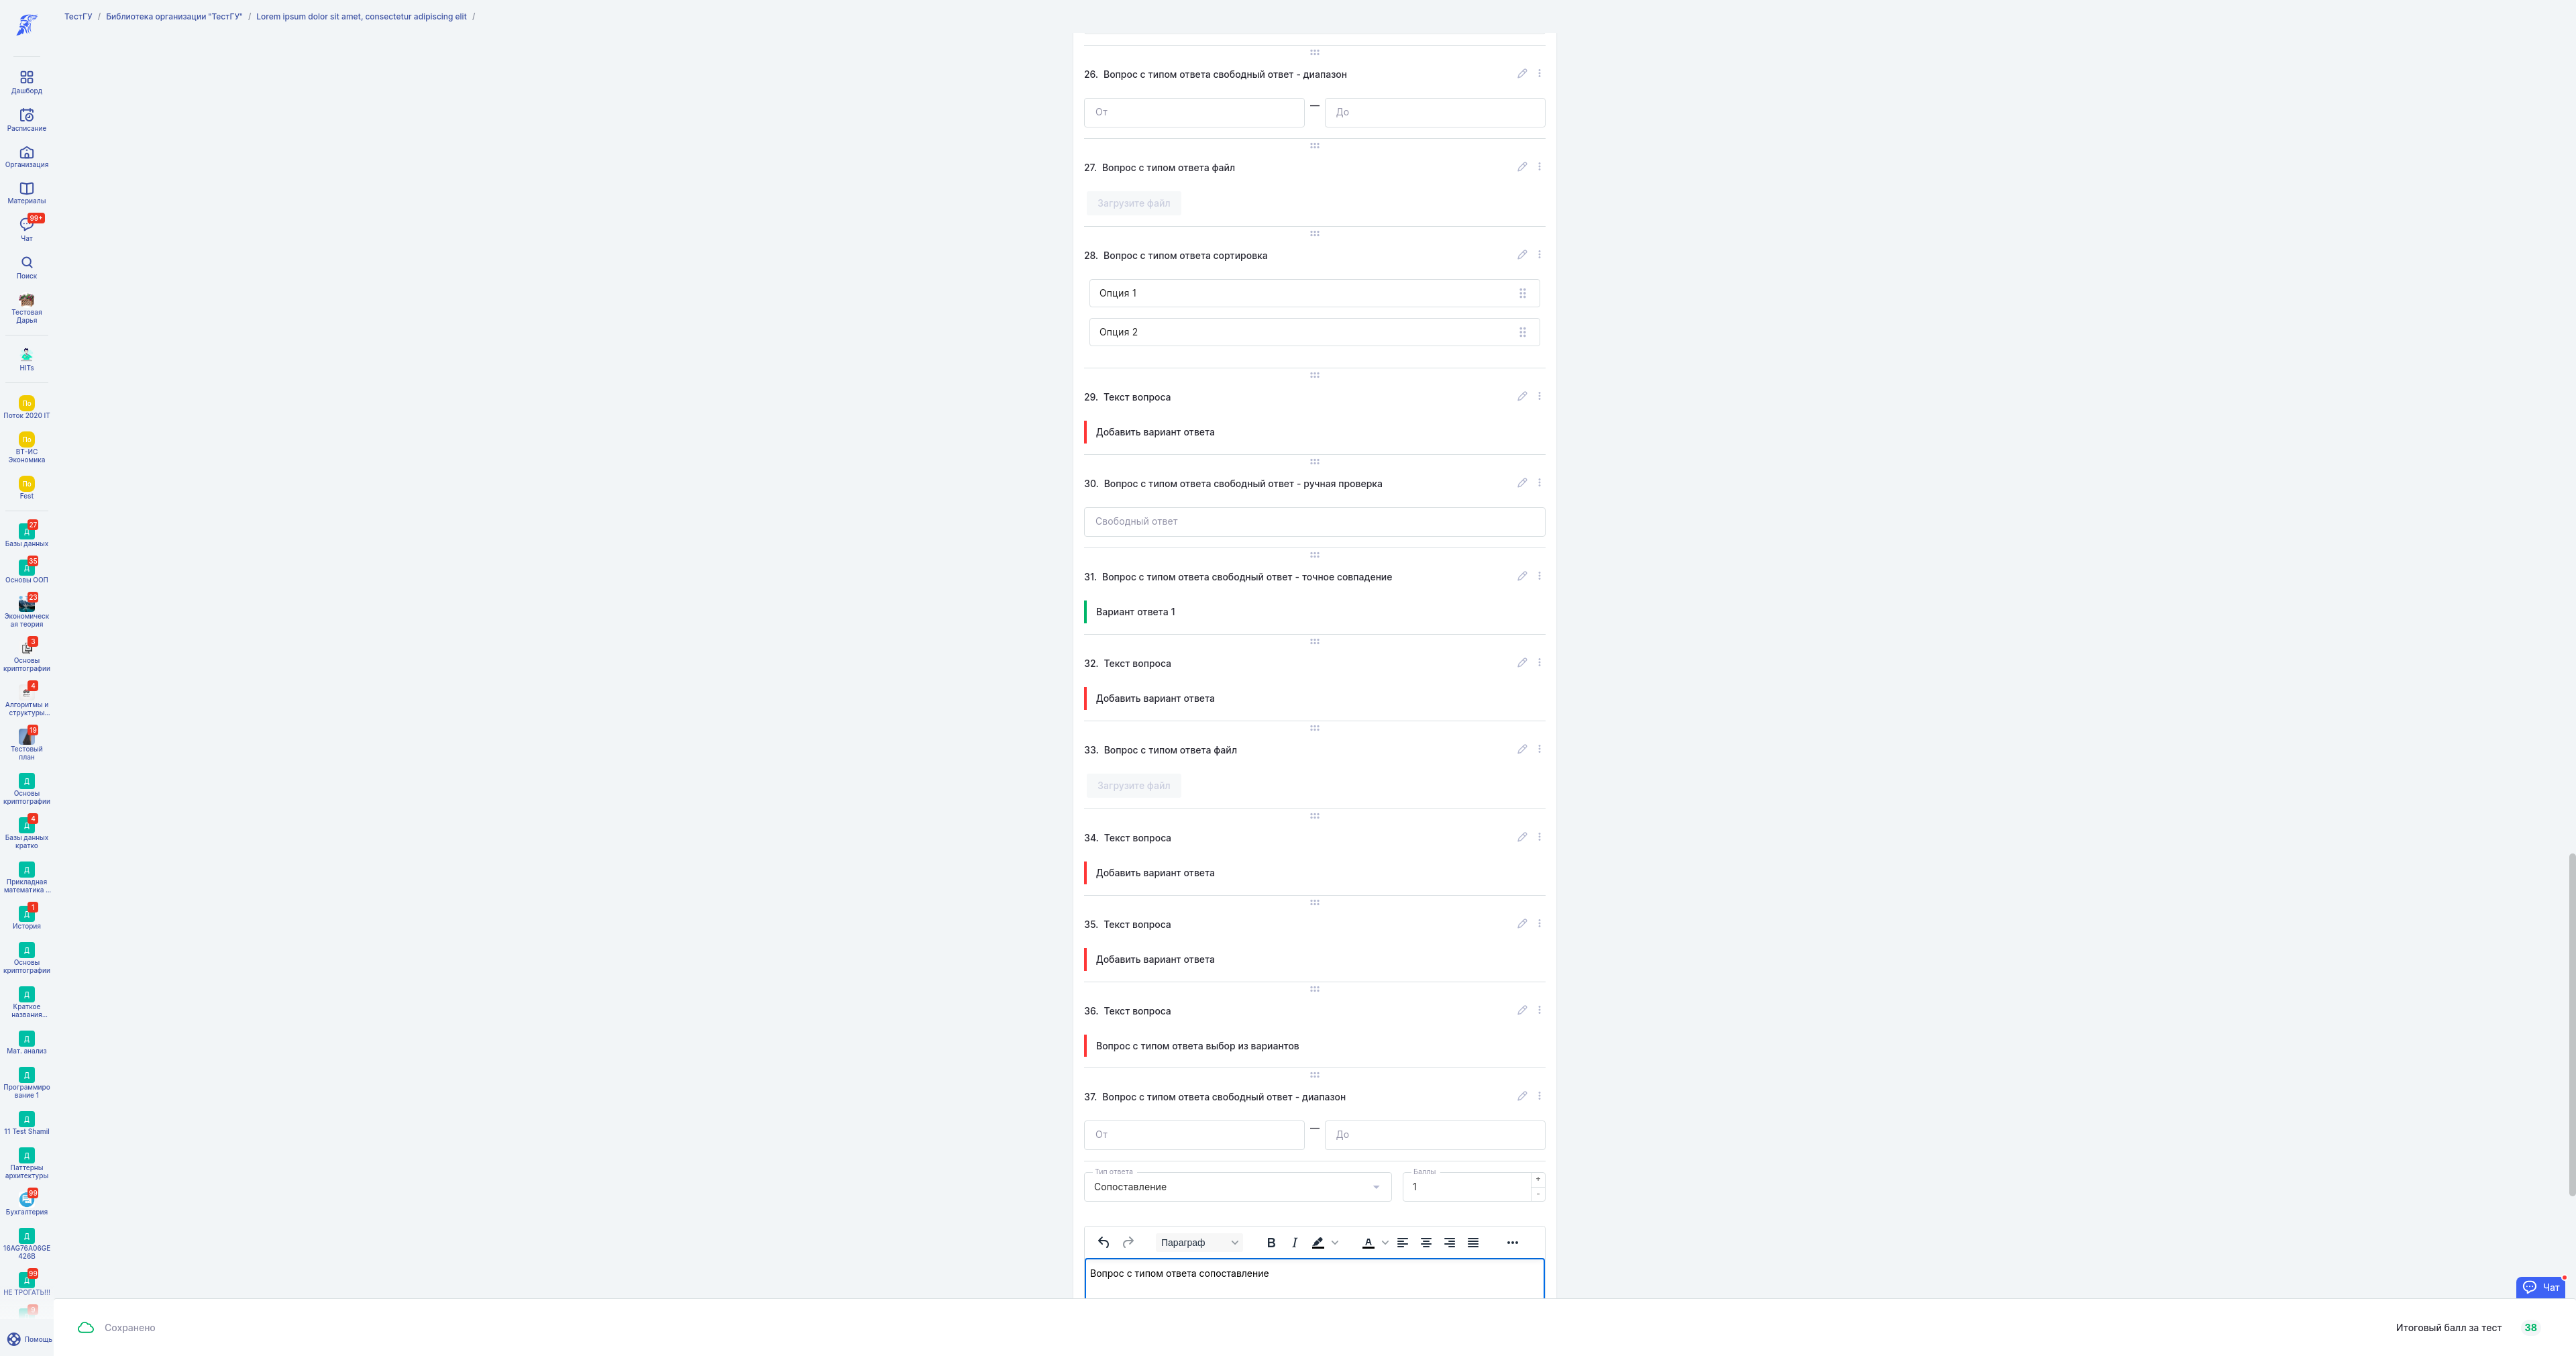 ТестГУ / Библиотека организации "ТестГУ" / Lorem ipsum dolor sit amet, consectetur adipiscing elit /
Дашборд
Расписание
Организация
Материалы
99+
Чат
Поиск
Тестовая
Дарья
HITs
По
Поток 2020 IT
По
ВТ-ИС
Экономика
По
Fest
27
Д
Базы данных
35
Д
Основы ООП
23
Экономическ
ая теория
3
Основы
криптографии
4
Алгоритмы и
структуры...
19
Тестовый
план
Д
Основы
криптографии
4
Д
Базы данных
кратко
Д
Прикладная
математика ...
1
Д
История
Д
Основы
криптографии
Д
Краткое
названия...
Д
Мат. анализ
Д
Программиро
вание 1
Д
11 Test Shamil
Д
Паттерны
архитектуры
99
Бухгалтерия
Д
16AG76A06GE
426B
99
Д
НЕ ТРОГАТЬ!!!
Помощь
26. Вопрос с типом ответа свободный ответ - диапазон
От — До
27. Вопрос с типом ответа файл
Загрузите файл
28. Вопрос с типом ответа сортировка
Опция 1
Опция 2
29. Текст вопроса
Добавить вариант ответа
30. Вопрос с типом ответа свободный ответ - ручная проверка
Свободный ответ
31. Вопрос с типом ответа свободный ответ - точное совпадение
Вариант ответа 1
32. Текст вопроса
Добавить вариант ответа
33. Вопрос с типом ответа файл
Загрузите файл
34. Текст вопроса
Добавить вариант ответа
35. Текст вопроса
Добавить вариант ответа
36. Текст вопроса
Вопрос с типом ответа выбор из вариантов
37. Вопрос с типом ответа свободный ответ - диапазон
От — До
Тип ответа Баллы
Сопоставление 1 + -
Параграф B I A
Вопрос с типом ответа сопоставление
Чат
Сохранено Итоговый балл за тест 38